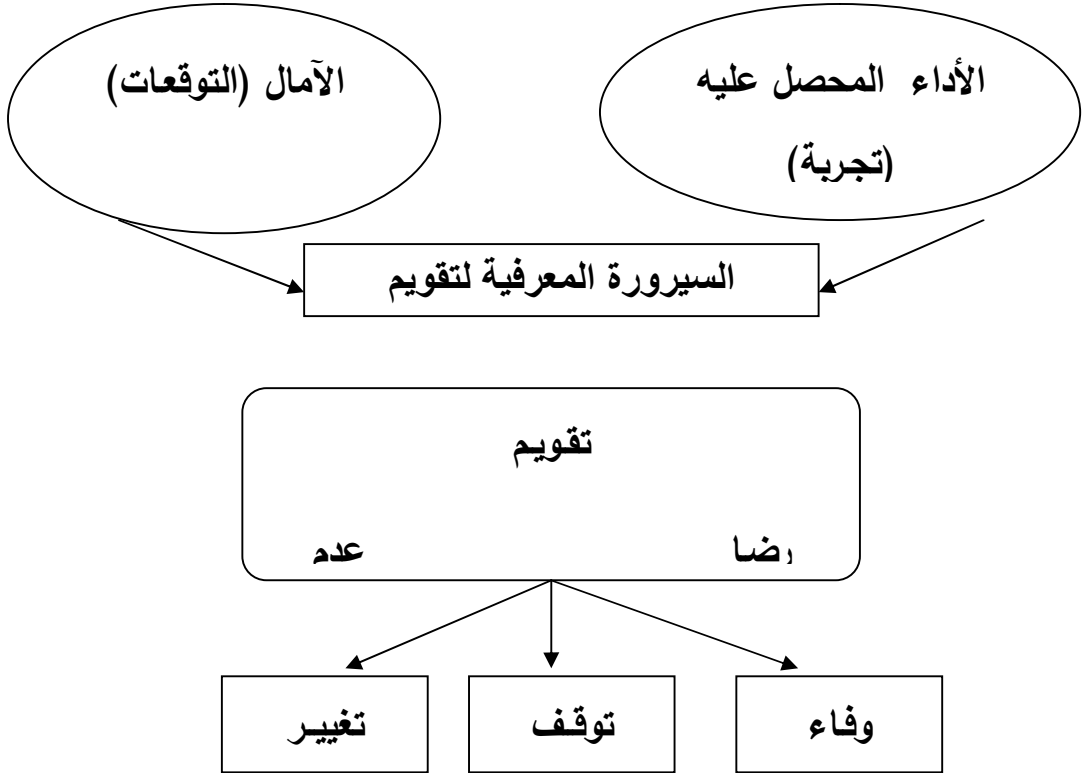 الأداء المحصل عليه
(تجربة)
الآمال (التوقعات)
السيرورة المعرفية لتقويم
تقويم
رضا
عدم
وفاء
توقف
تغيير